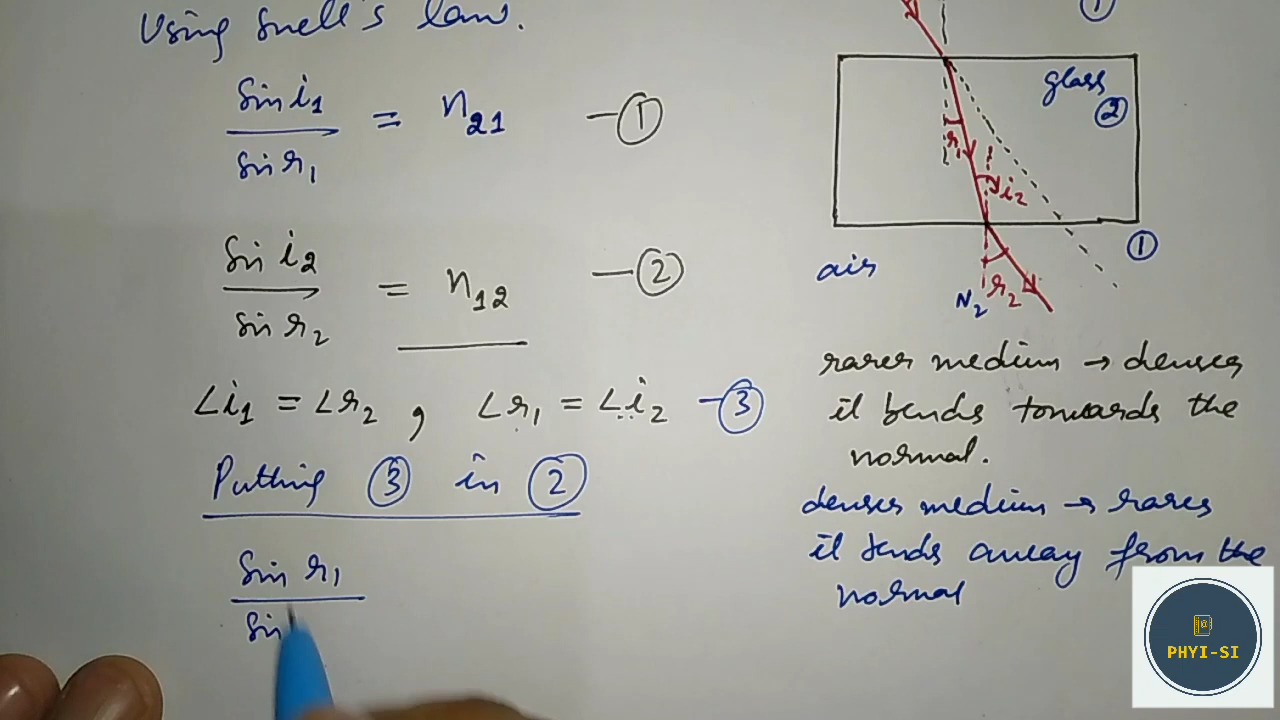 Using Snell's law.
Sin i1
= n21 –①
Sin r1
Sin i2
= n12 –②
Sin r2
∠i1 = ∠r2 , ∠r1 = ∠i2 –③
Putting ③ in ②
Sin r1
Sin
①
glass
②
r1
i2
①
air
N2
r2
rarer medium → denser
it bends towards the
normal.
denser medium → rarer
it bends away from the
normal
PHYI-SI